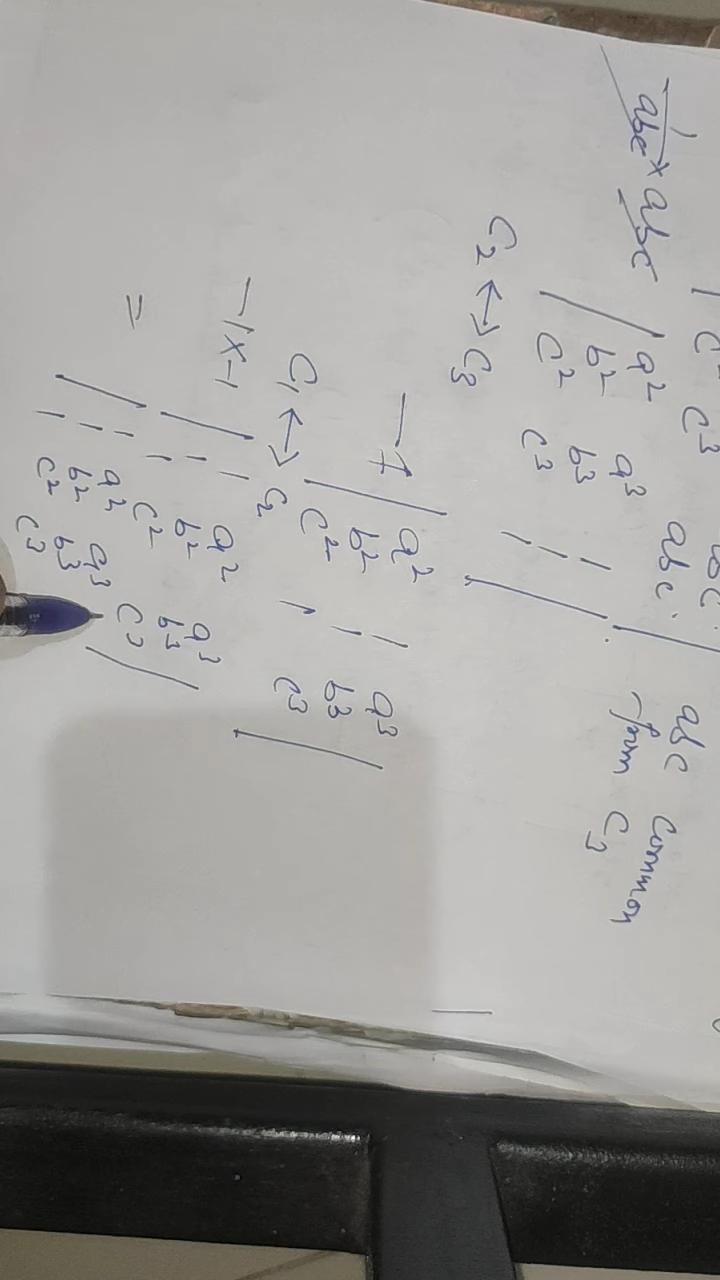 c² c³ abc abc common
1/abc × abc from C₃
| a² a³ 1 |
| b² b³ 1 |
| c² c³ 1 |
C₂ ↔ C₃
-1 | a² 1 a³ |
| b² 1 b³ |
| c² 1 c³ |
C₁ ↔ C₂
-1x-1 | 1 a² a³ |
| 1 b² b³ |
| 1 c² c³ |
= | 1 a² a³ |
| 1 b² b³ |
| 1 c² c³